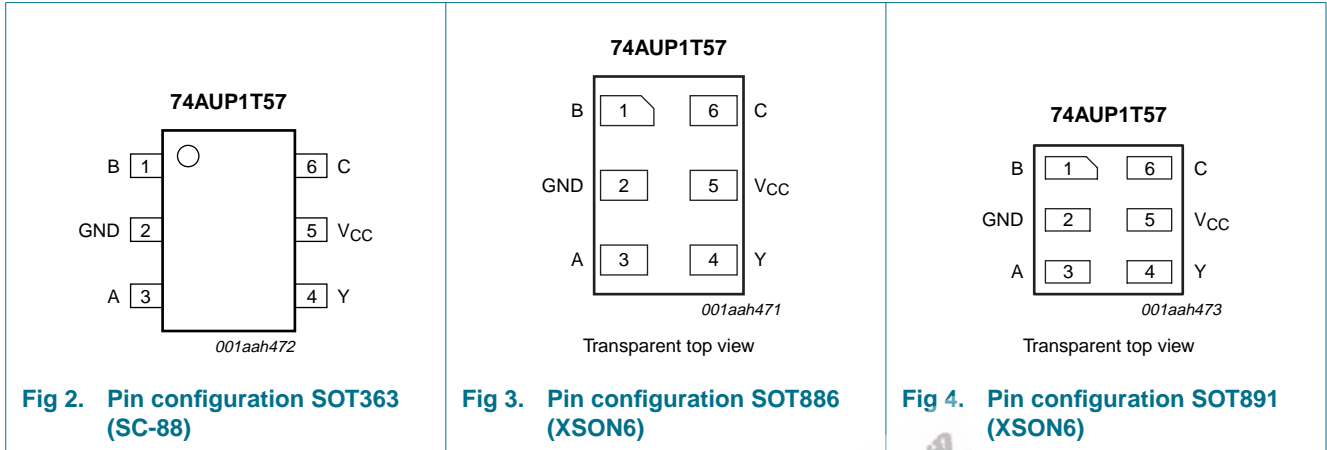 74AUP1T57
B 1 6 C
GND 2 5 VCC
A 3 4 Y
001aah472
Fig 2. Pin configuration SOT363
(SC-88)
74AUP1T57
B 1 6 C
GND 2 5 VCC
A 3 4 Y
001aah471
Transparent top view
Fig 3. Pin configuration SOT886
(XSON6)
74AUP1T57
B 1 6 C
GND 2 5 VCC
A 3 4 Y
001aah473
Transparent top view
Fig 4. Pin configuration SOT891
(XSON6)